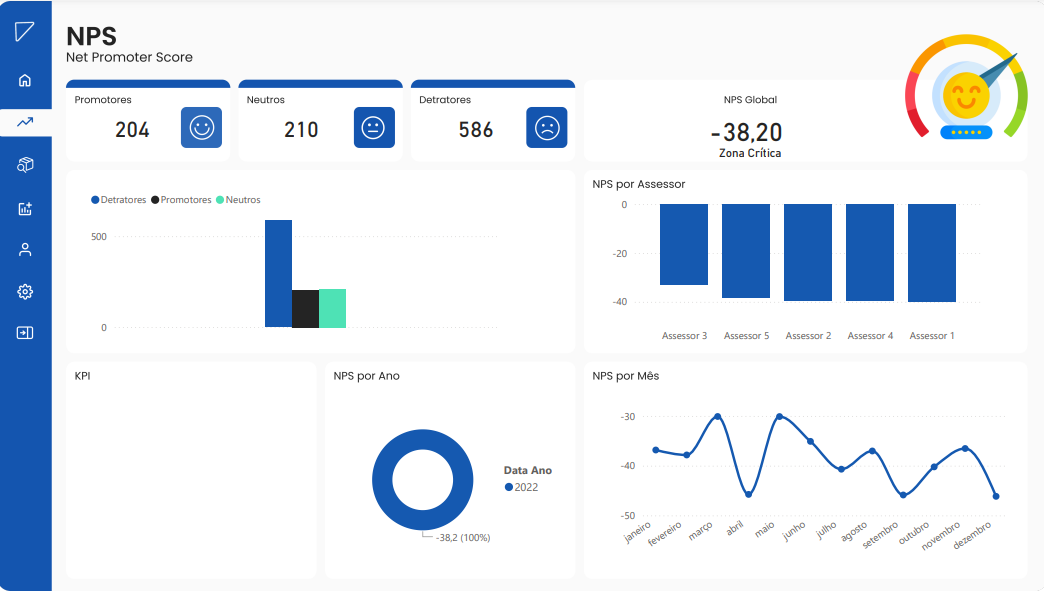 NPS
Net Promoter Score
Promotores
204
Neutros
210
Detratores
586
NPS Global
-38,20
Zona Crítica
Detratores Promotores Neutros
500
0
NPS por Assessor
0
-20
-40
Assessor 3 Assessor 5 Assessor 2 Assessor 4 Assessor 1
KPI
NPS por Ano
Data Ano
2022
-38,2 (100%)
NPS por Mês
-30
-40
-50
janeiro fevereiro março abril maio junho julho agosto setembro outubro novembro dezembro